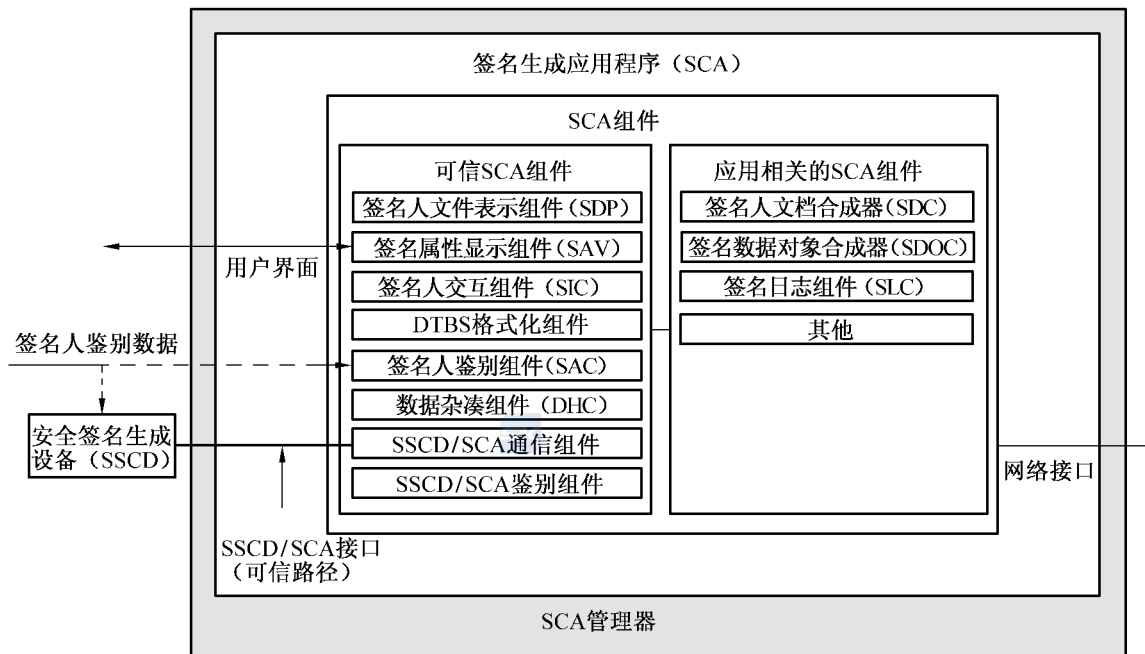 签名生成应用程序（SCA）
SCA组件
可信SCA组件
签名人文件表示组件(SDP)
签名属性显示组件(SAV)
签名人交互组件(SIC)
DTBS格式化组件
签名人鉴别组件(SAC)
数据杂凑组件(DHC)
SSCD/SCA通信组件
SSCD/SCA鉴别组件
应用相关的SCA组件
签名人文档合成器(SDC)
签名数据对象合成器(SDOC)
签名日志组件(SLC)
其他
用户界面
签名人鉴别数据
安全签名生成
设备（SSCD）
SSCD/SCA接口
（可信路径）
网络接口
SCA管理器